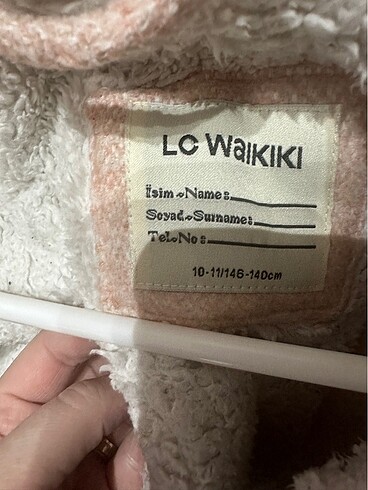 LC WAIKIKI
İsim~Name:
Soyad~Surname:
Tel.No:
10-11/146-140cm